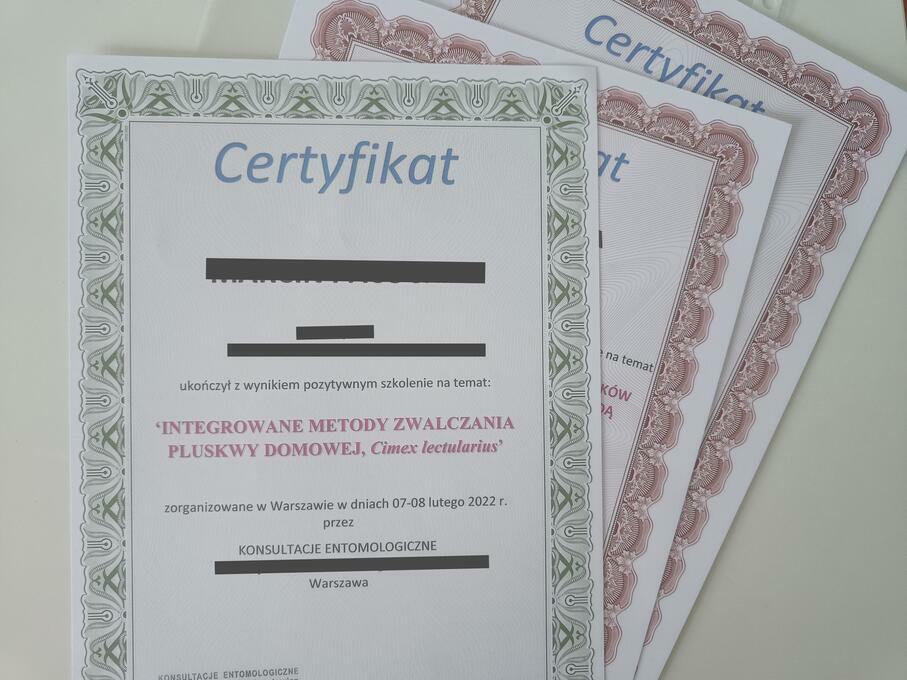 Certyfikat
ukończył z wynikiem pozytywnym szkolenie na temat:
‘INTEGROWANE METODY ZWALCZANIA
PLUSKWY DOMOWEJ, Cimex lectularius’
zorganizowane w Warszawie w dniach 07-08 lutego 2022 r.
przez
KONSULTACJE ENTOMOLOGICZNE
Warszawa
KONSULTACJE ENTOMOLOGICZNE
at
e na temat
KÓW
DĄ
Certyfikat